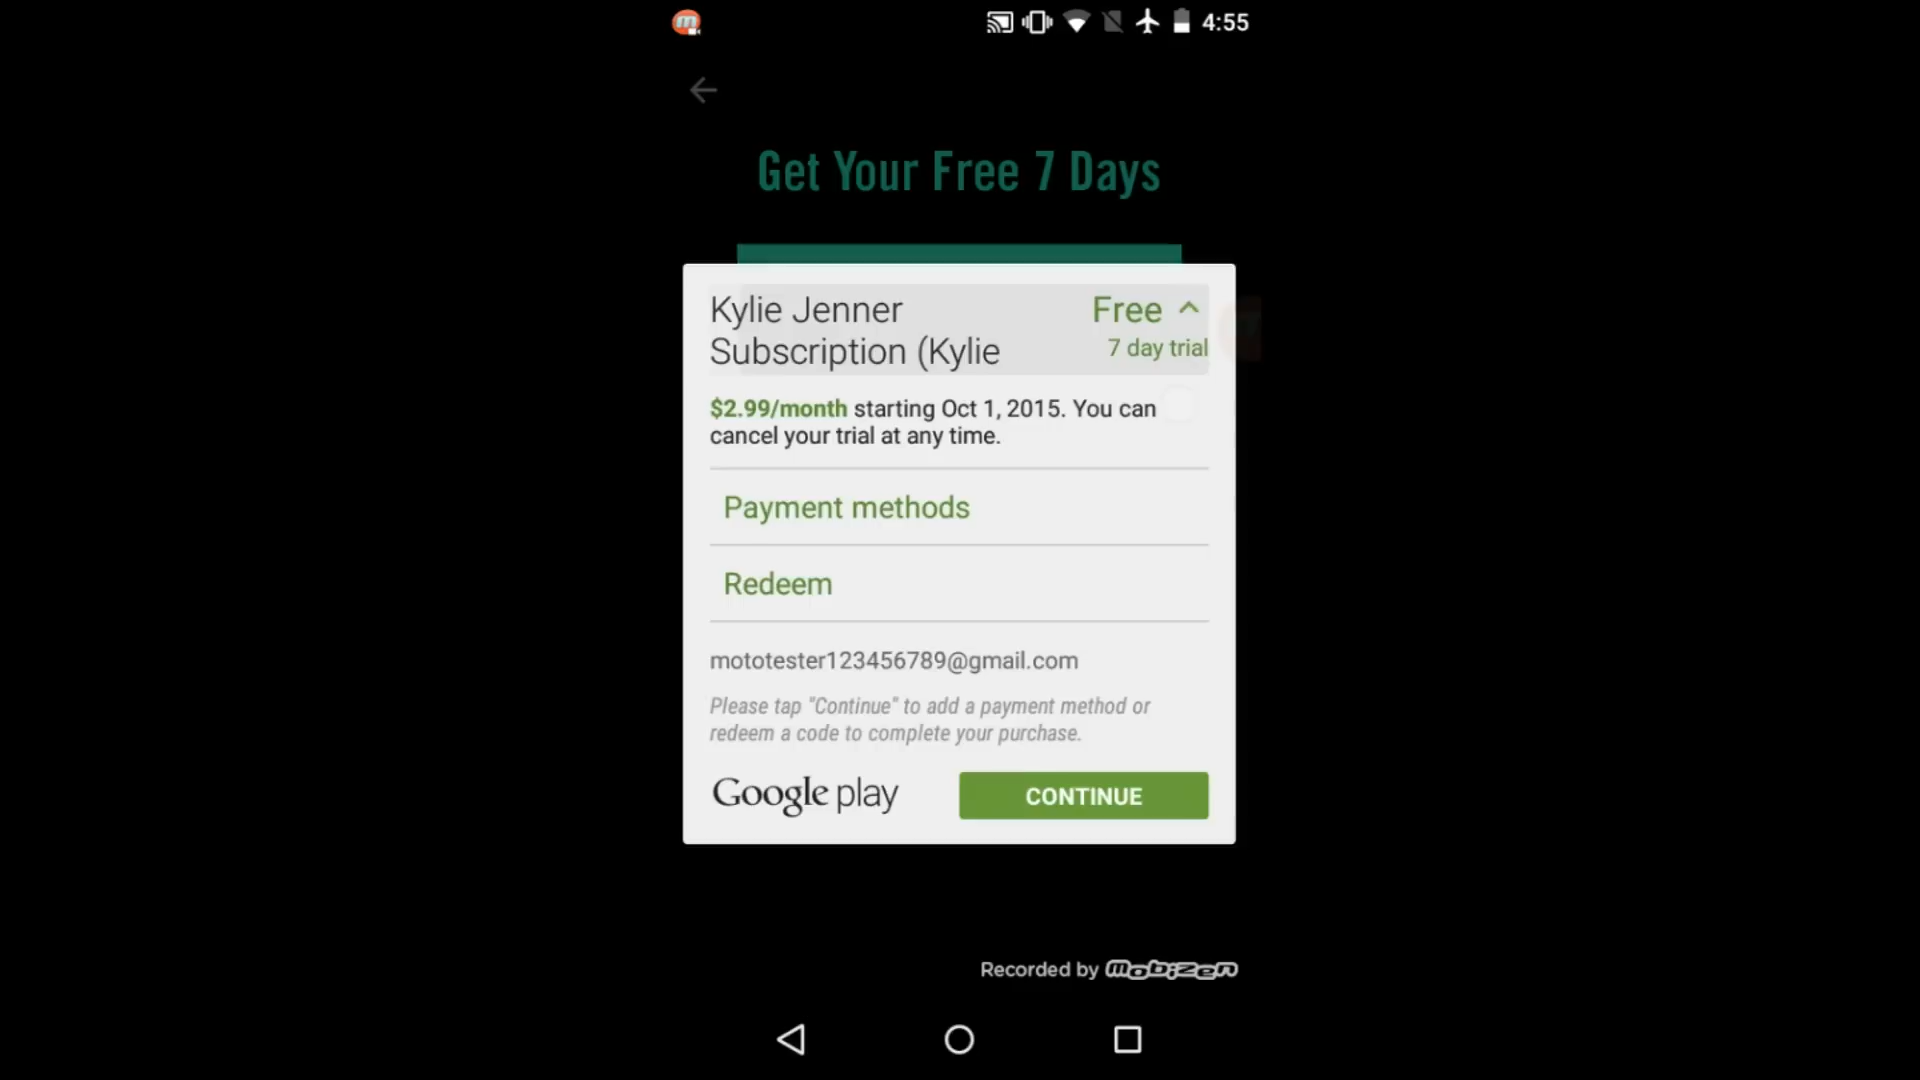 4:55
Get Your Free 7 Days
Kylie Jenner
Free
Subscription (Kylie
7 day trial
$2.99/month starting Oct 1, 2015. You can
cancel your trial at any time.
Payment methods
Redeem
mototester123456789@gmail.com
Please tap "Continue" to add a payment method or
redeem a code to complete your purchase.
Google play
CONTINUE
Recorded by mobizen